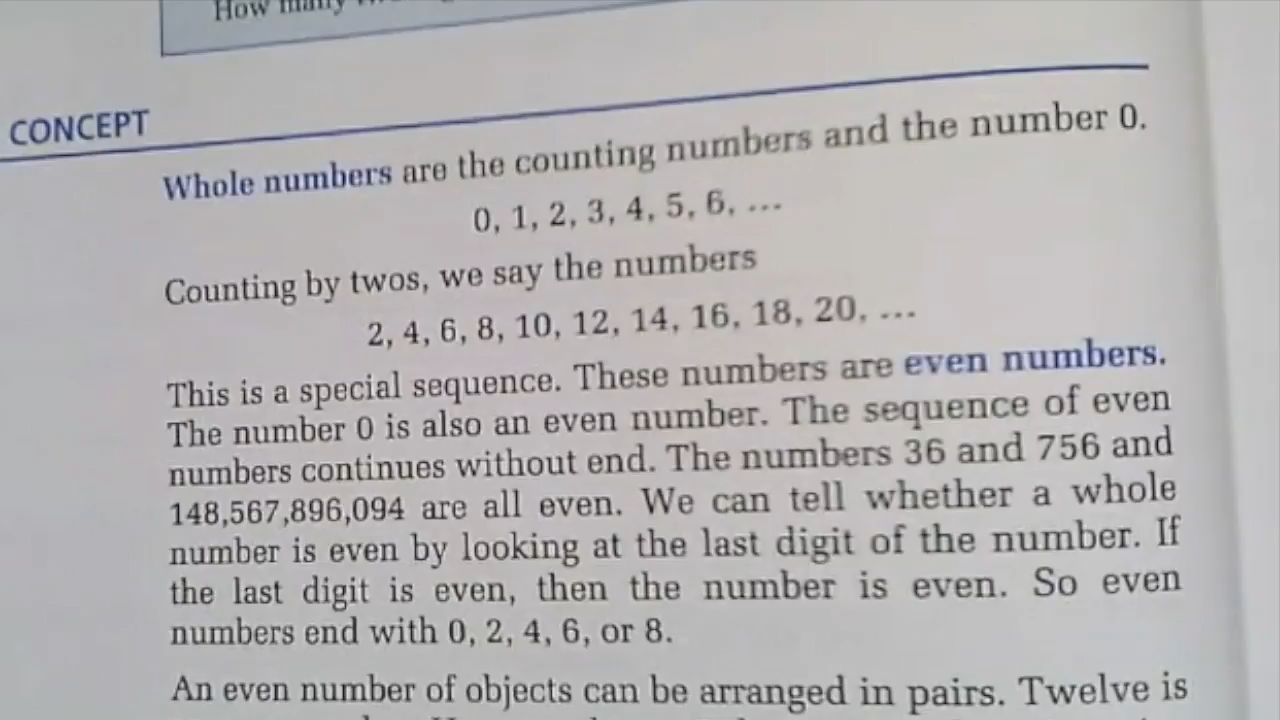 How many
CONCEPT
Whole numbers are the counting numbers and the number 0.
0, 1, 2, 3, 4, 5, 6, ...
Counting by twos, we say the numbers
2, 4, 6, 8, 10, 12, 14, 16, 18, 20, ...
This is a special sequence. These numbers are even numbers.
The number 0 is also an even number. The sequence of even
numbers continues without end. The numbers 36 and 756 and
148,567,896,094 are all even. We can tell whether a whole
number is even by looking at the last digit of the number. If
the last digit is even, then the number is even. So even
numbers end with 0, 2, 4, 6, or 8.
An even number of objects can be arranged in pairs. Twelve is